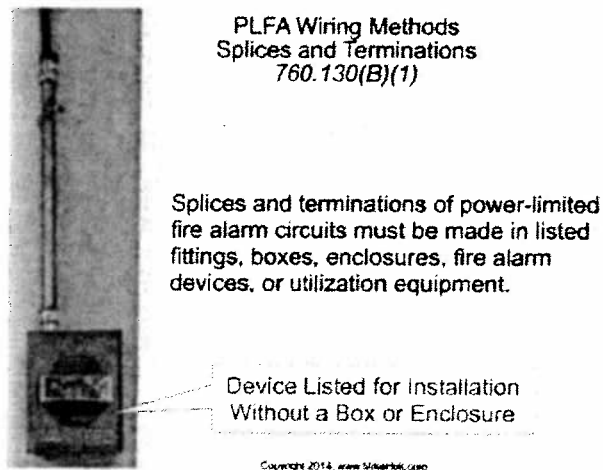 PLFA Wiring Methods
Splices and Terminations
760.130(B)(1)
Splices and terminations of power-limited
fire alarm circuits must be made in listed
fittings, boxes, enclosures, fire alarm
devices, or utilization equipment.
Device Listed for Installation
Without a Box or Enclosure
Copyright 2014,